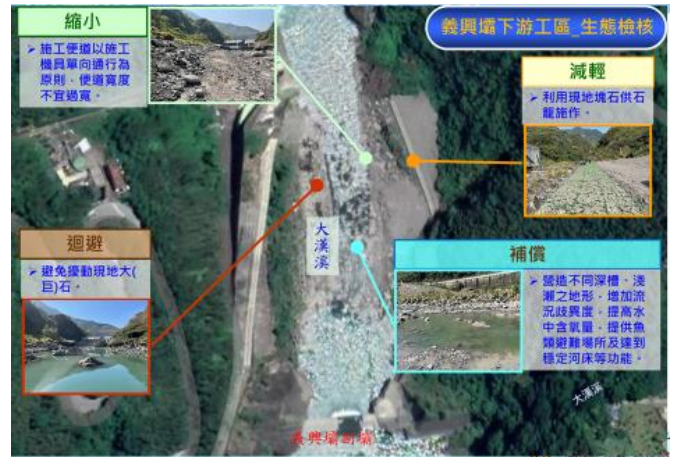 義興壩下游工區_生態檢核
縮小
➢ 施工便道以施工
機具單向通行為
原則，便道寬度
不宜過寬。
減輕
➢ 利用現地塊石供石
籠施作。
迴避
➢ 避免擾動現地大(
巨)石。
大
漢
溪
補償
➢ 營造不同深槽、淺
瀨之地形，增加流
況歧異度，提高水
中含氧量，提供魚
類避難場所及達到
穩定河床等功能。
大漢溪
義興壩副壩